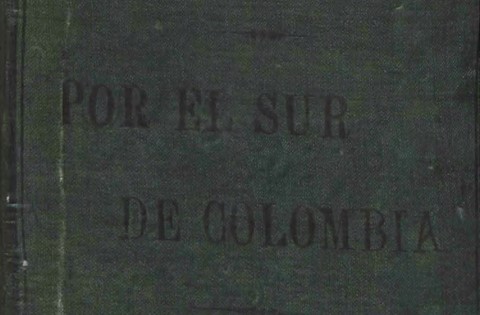 POR EL SUR
DE COLOMBIA